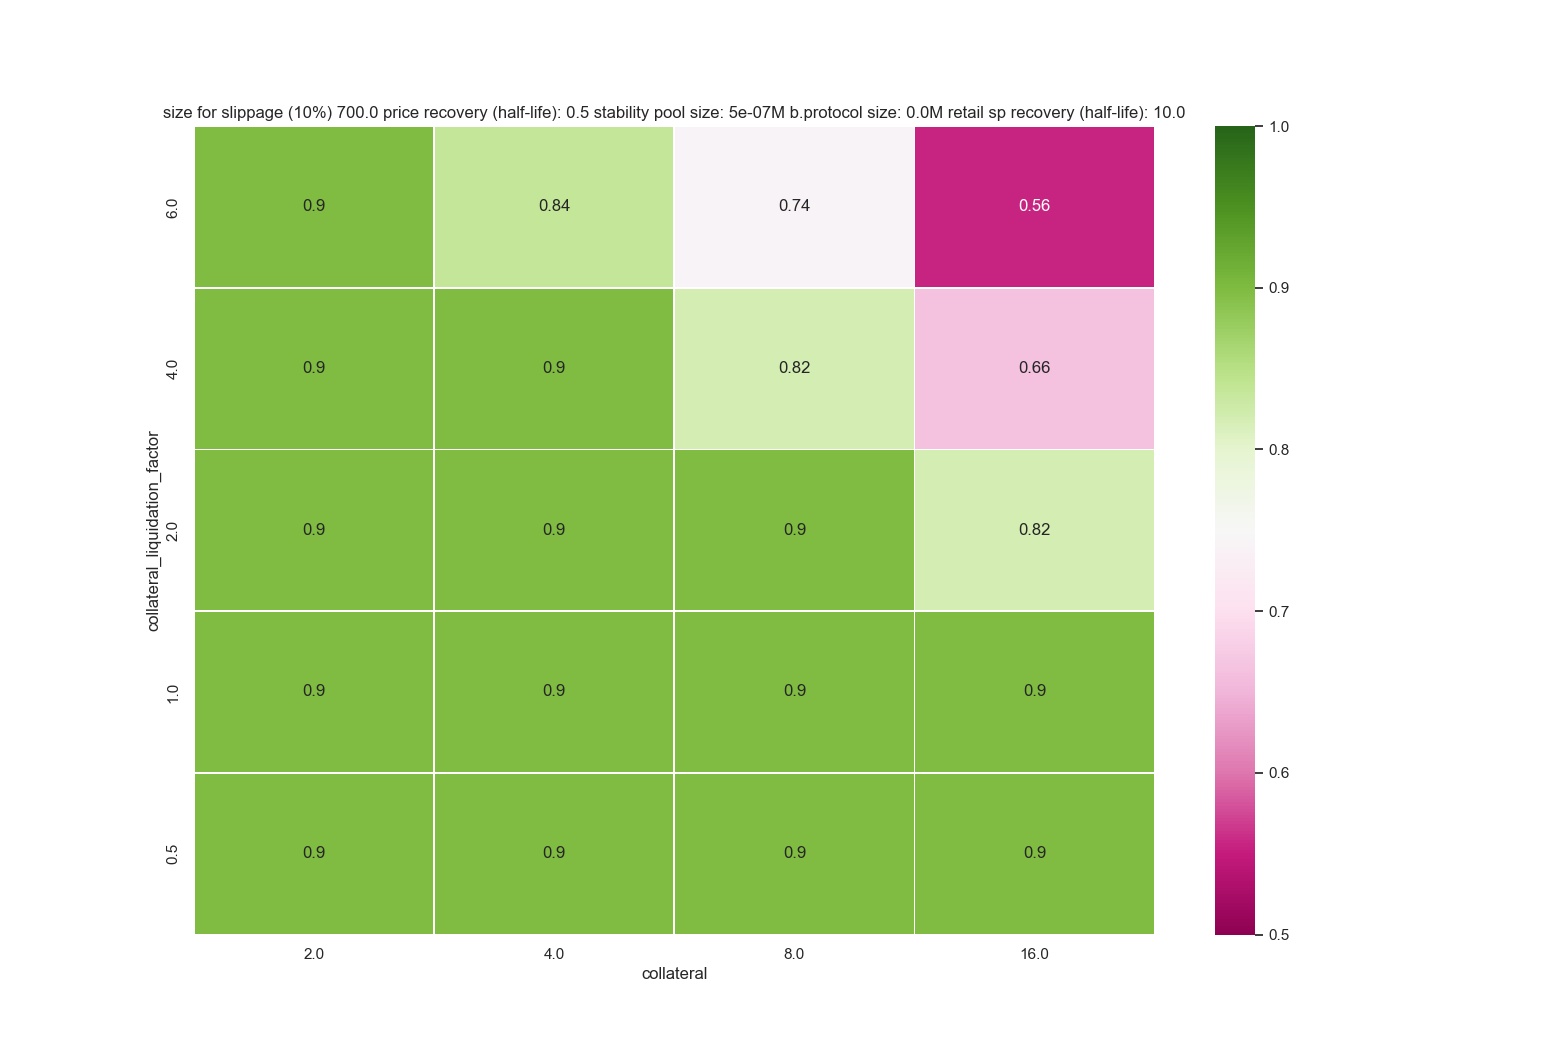 size for slippage (10%) 700.0 price recovery (half-life): 0.5 stability pool size: 5e-07M b.protocol size: 0.0M retail sp recovery (half-life): 10.0
collateral_liquidation_factor
6.0 0.9 0.84 0.74 0.56
4.0 0.9 0.9 0.82 0.66
2.0 0.9 0.9 0.9 0.82
1.0 0.9 0.9 0.9 0.9
0.5 0.9 0.9 0.9 0.9
2.0 4.0 8.0 16.0
collateral
1.0
0.9
0.8
0.7
0.6
0.5